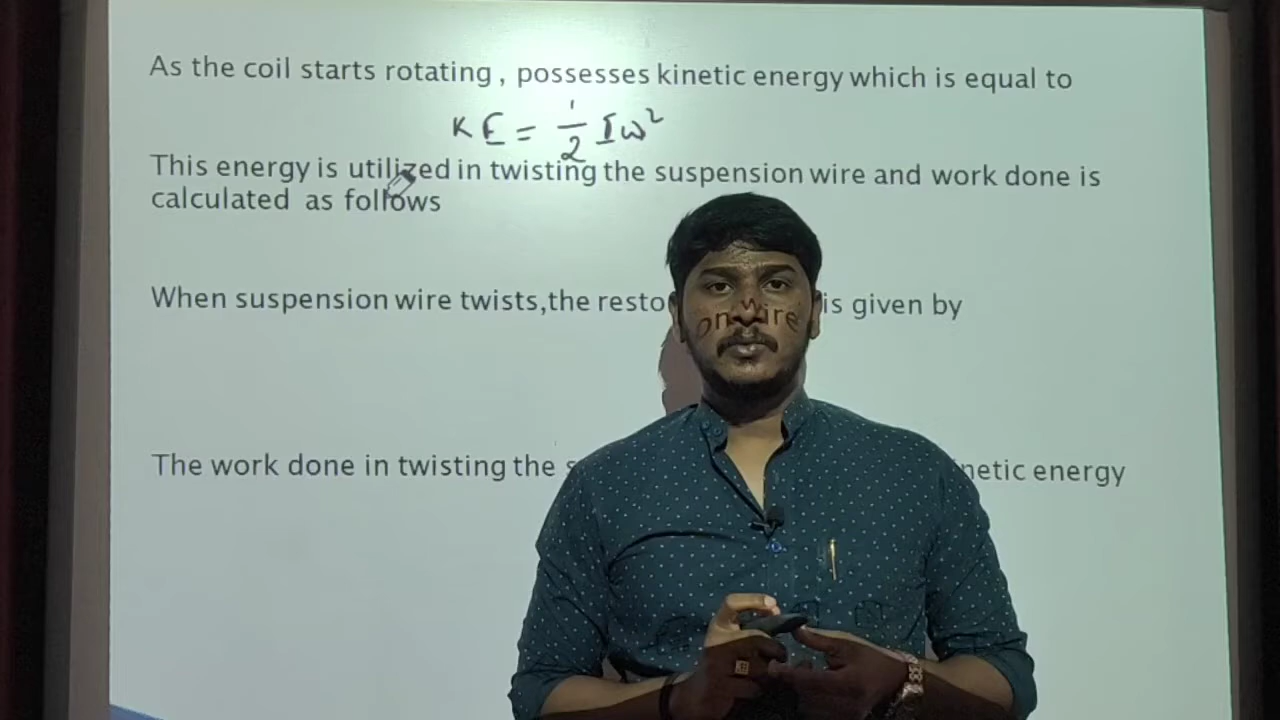 As the coil starts rotating , possesses kinetic energy which is equal to
KE = 1/2 Iω²
This energy is utilized in twisting the suspension wire and work done is
calculated as follows
When suspension wire twists,the is given by
on wire
The work done in twisting the energy